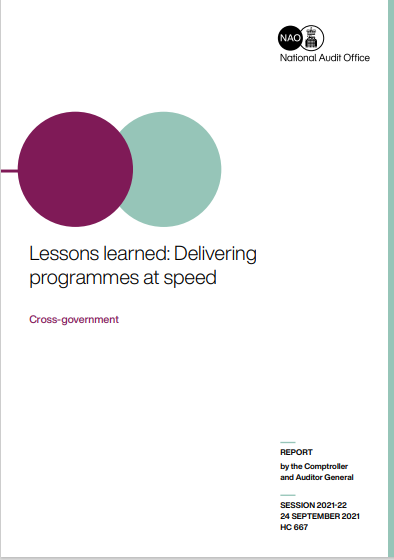 NAO
National Audit Office
Lessons learned: Delivering
programmes at speed
Cross-government
REPORT
by the Comptroller
and Auditor General
SESSION 2021-22
24 SEPTEMBER 2021
HC 667